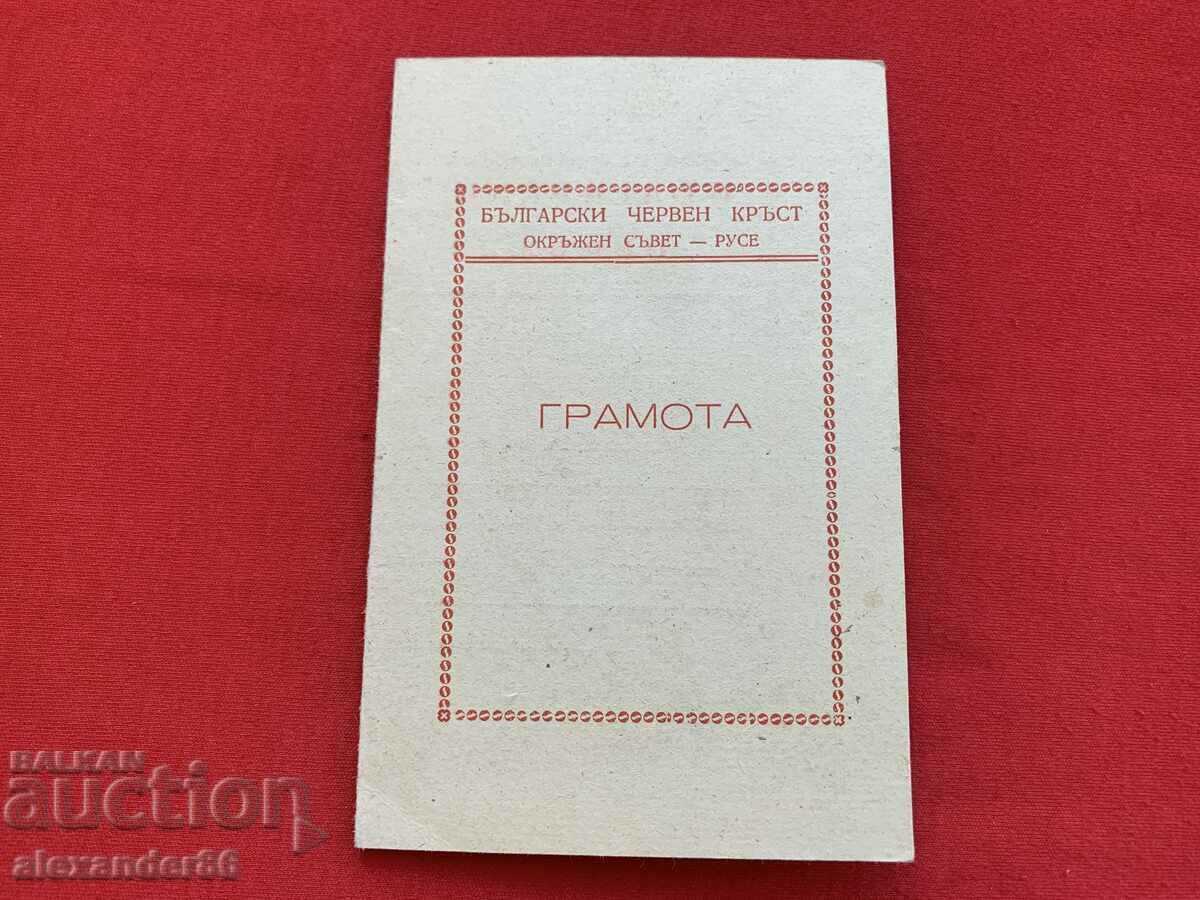 БЪЛГАРСКИ ЧЕРВЕН КРЪСТ
ОКРЪЖЕН СЪВЕТ — РУСЕ
ГРАМОТА
BALKAN
auction
alexander86